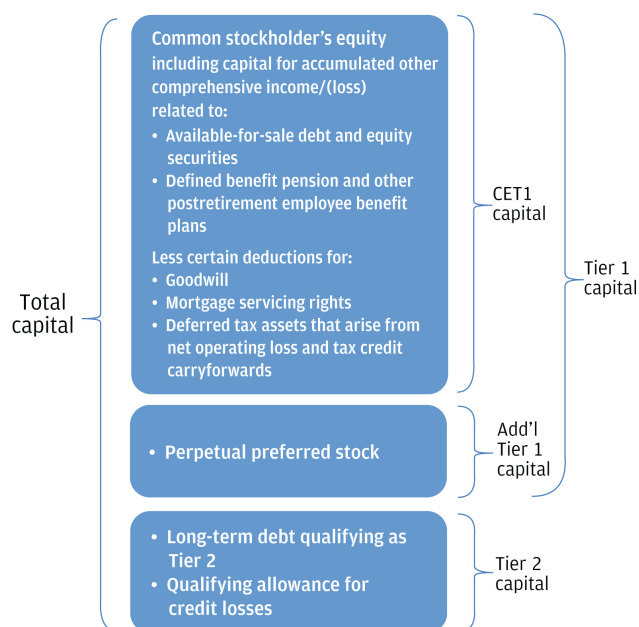 Common stockholder's equity
including capital for accumulated other
comprehensive income/(loss)
related to:
• Available-for-sale debt and equity
securities
• Defined benefit pension and other
postretirement employee benefit
plans
Less certain deductions for:
• Goodwill
• Mortgage servicing rights
• Deferred tax assets that arise from
net operating loss and tax credit
carryforwards
CET1
capital
Tier 1
capital
Total
capital
• Perpetual preferred stock
Add'l
Tier 1
capital
• Long-term debt qualifying as
Tier 2
• Qualifying allowance for
credit losses
Tier 2
capital